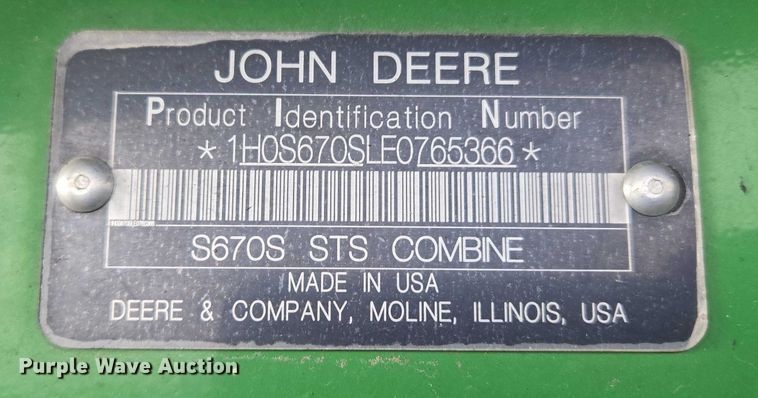 JOHN DEERE
Product Identification Number
*1H0S670SLE0765366*
S670S STS COMBINE
MADE IN USA
DEERE & COMPANY, MOLINE, ILLINOIS, USA
Purple Wave Auction